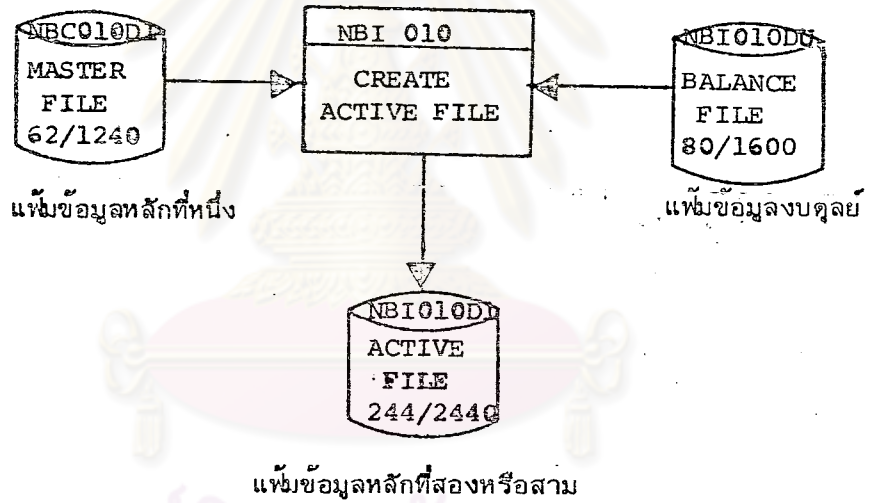 NBC010DI
MASTER
FILE
62/1240
แฟ้มข้อมูลหลักที่หนึ่ง
NBI 010
CREATE
ACTIVE FILE
NBI010DU
BALANCE
FILE
80/1600
แฟ้มข้อมูลงบดุลย์
NBI010DI
ACTIVE
FILE
244/2440
แฟ้มข้อมูลหลักที่สองหรือสาม